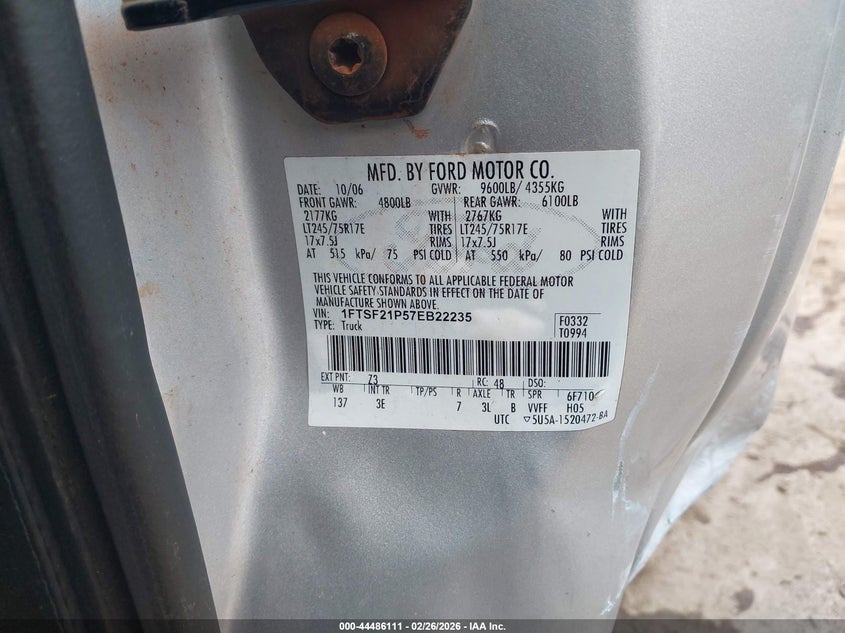 MFD. BY FORD MOTOR CO.
DATE: 10/06 GVWR: 9600LB/ 4355KG
FRONT GAWR: 4800LB REAR GAWR: 6100LB
2177KG WITH 2767KG WITH
LT245/75R17E TIRES LT245/75R17E TIRES
17x7.5J RIMS 17x7.5J RIMS
AT 515 kPa/ 75 PSI COLD AT 550 kPa/ 80 PSI COLD
THIS VEHICLE CONFORMS TO ALL APPLICABLE FEDERAL MOTOR
VEHICLE SAFETY STANDARDS IN EFFECT ON THE DATE OF
MANUFACTURE SHOWN ABOVE.
VIN: 1FTSF21P57EB22235 F0332
TYPE: Truck T0994
EXT PNT: Z3 RC: 48 DSO:
WB INT TR TP/PS R AXLE TR SPR
137 3E 7 3L B VVFF H05
UTC ▽5U5A-1520472-BA
000-44486111 - 02/26/2026 - IAA Inc.